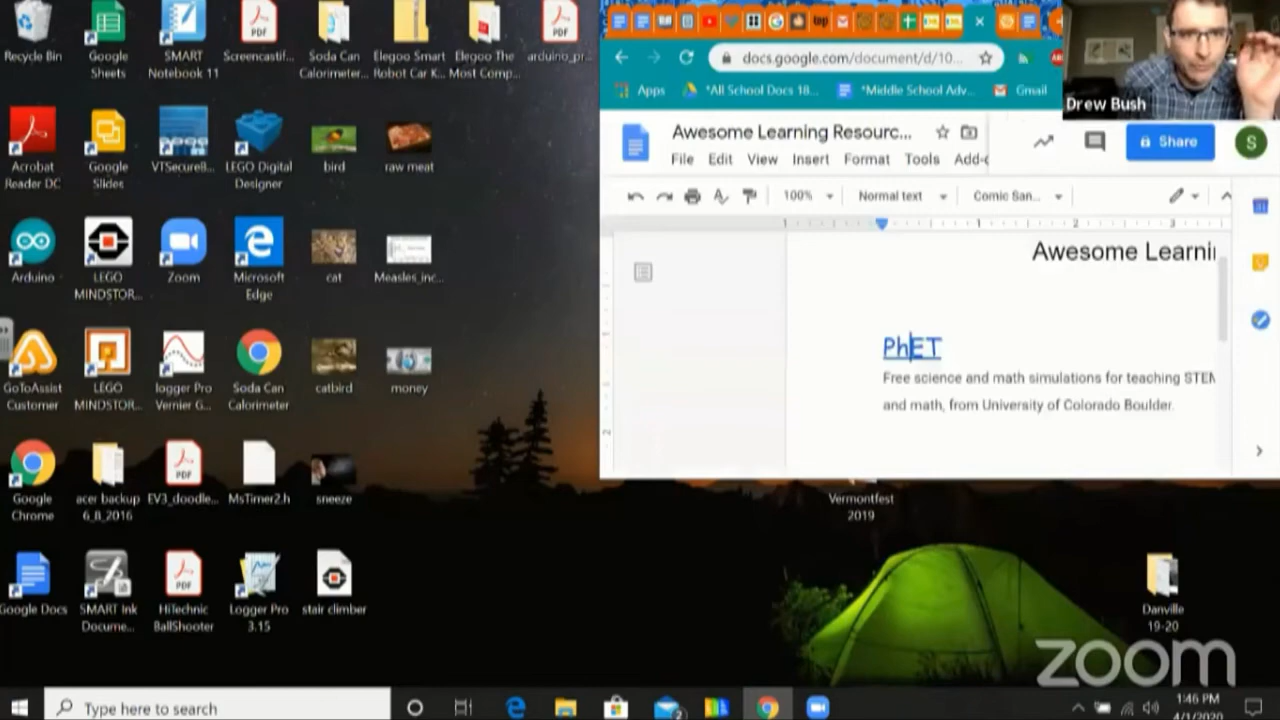 Recycle Bin
Google Sheets
SMART Notebook 11
Screencastif...
Soda Can Calorimeter...
Elegoo Smart Robot Car K...
Elegoo The Most Comp...
arduino_pr...
Acrobat Reader DC
Google Slides
VTSecureB...
LEGO Digital Designer
bird
raw meat
Arduino
LEGO MINDSTOR...
Zoom
Microsoft Edge
cat
Measles_inc...
GoToAssist Customer
LEGO MINDSTOR...
logger Pro Vernier G...
Soda Can Calorimeter
catbird
money
Google Chrome
acer backup 6_8_2016
EV3_doodle...
MsTimer2.h
sneeze
Google Docs
SMART Ink Docume...
HiTechnic BallShooter
Logger Pro 3.15
stair climber
docs.google.com/document/d/10...
Apps
*All School Docs 18...
*Middle School Adv...
Gmail
Drew Bush
Awesome Learning Resourc...
Share
S
File Edit View Insert Format Tools Add-
100%
Normal text
Comic San...
1 1 2 3
Awesome Learni
PhET
Free science and math simulations for teaching STEM
and math, from University of Colorado Boulder.
Vermontfest 2019
Danville 19-20
zoom
Type here to search
1:46 PM
4/1/2020